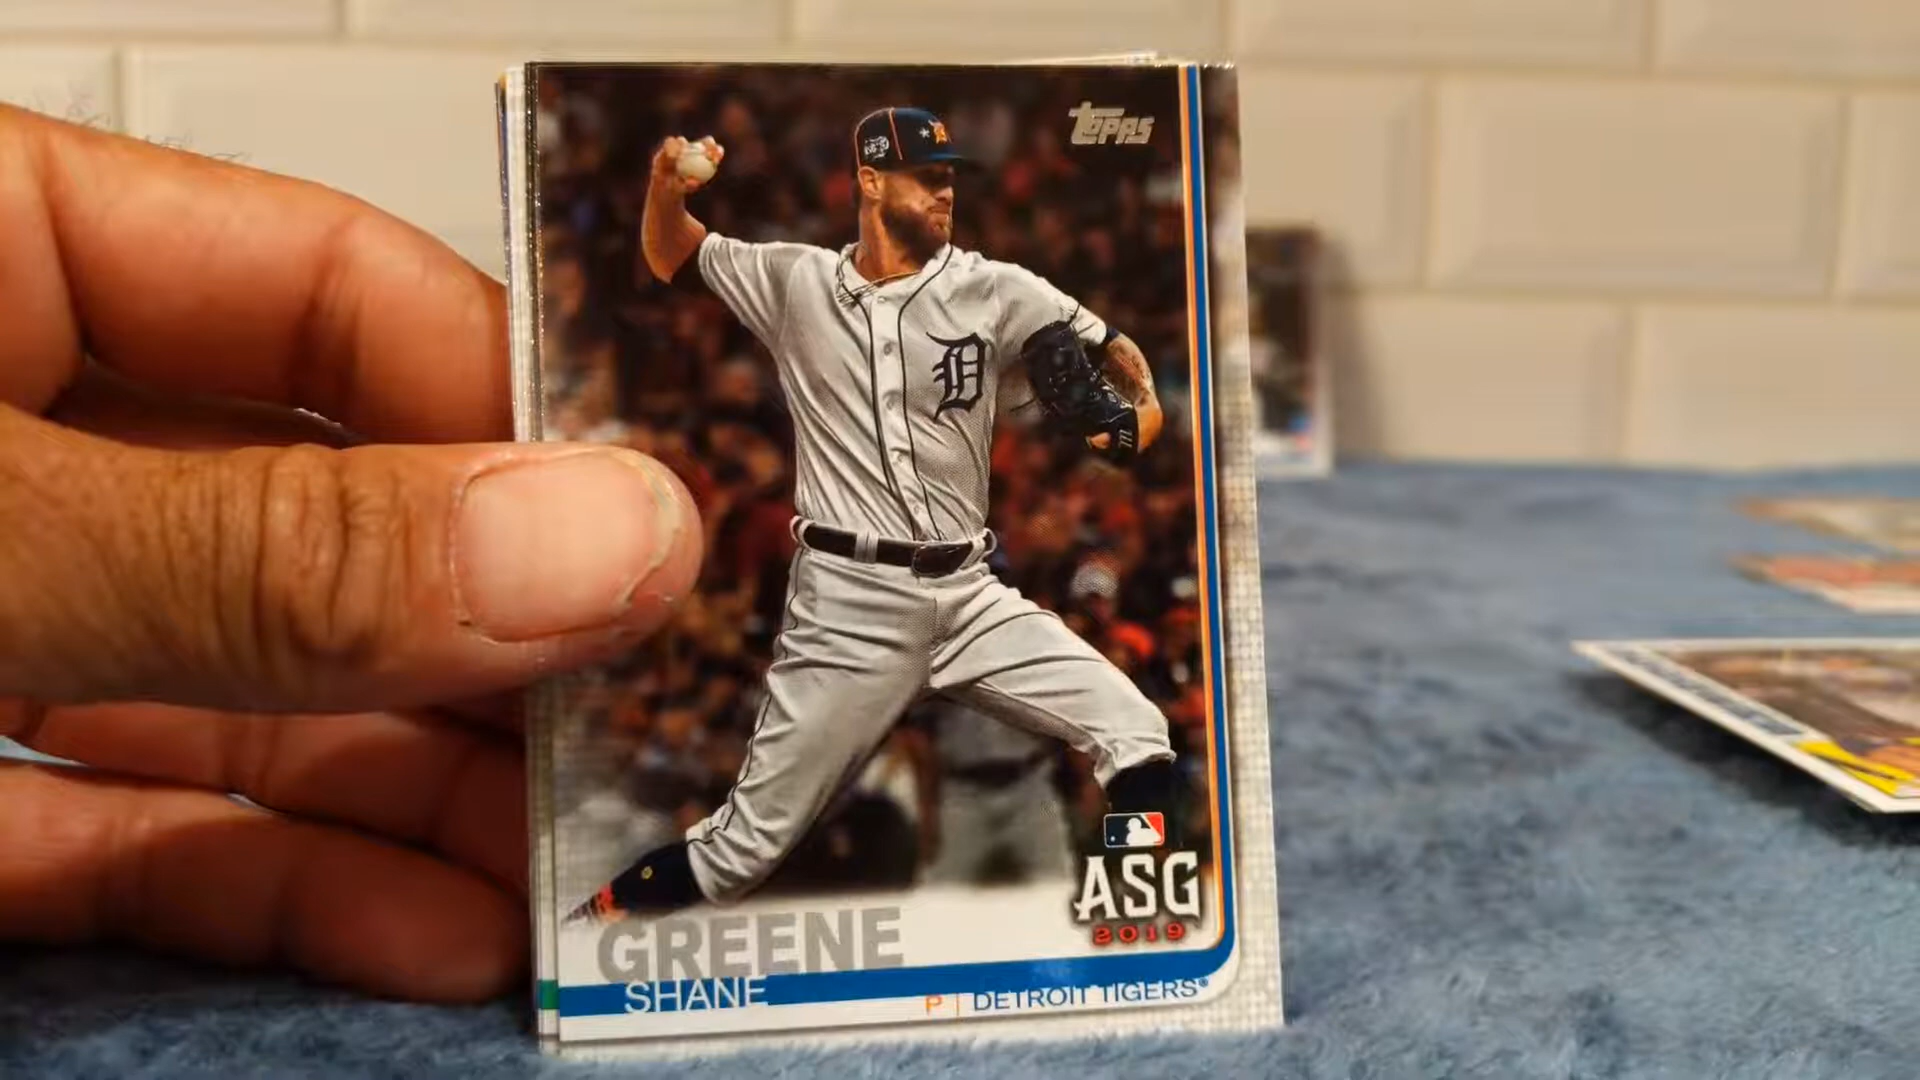 TOPPS
D
ASG
2019
GREENE
SHANE
P | DETROIT TIGERS®